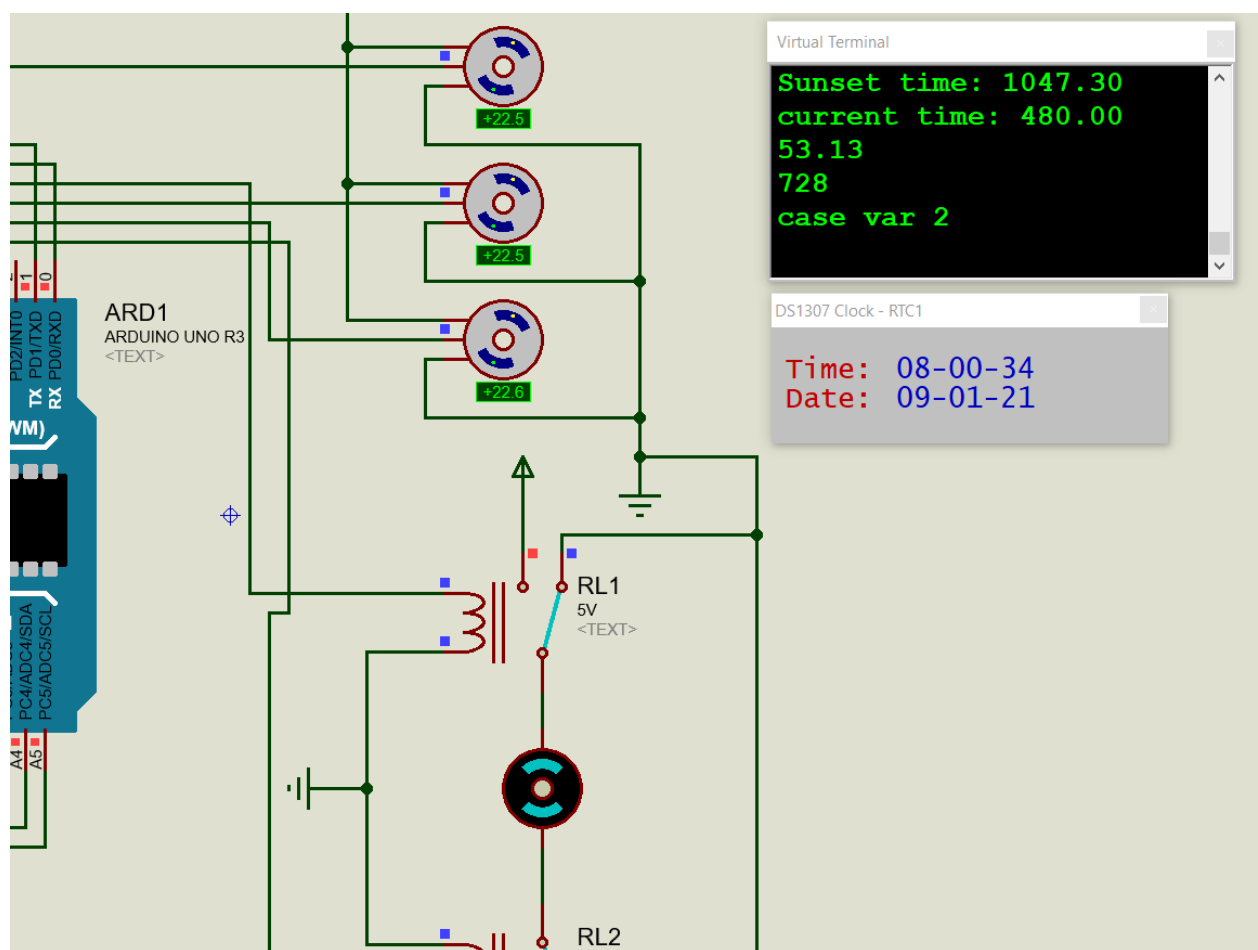 +22.5
+22.5
+22.6
Virtual Terminal
Sunset time: 1047.30
current time: 480.00
53.13
728
case var 2
DS1307 Clock - RTC1
Time: 08-00-34
Date: 09-01-21
1
0
PD2/INT0
PD1/TXD
PD0/RXD
TX
RX
ARD1
ARDUINO UNO R3
<TEXT>
WM)
PC4/ADC4/SDA
PC5/ADC5/SCL
A4
A5
RL1
5V
<TEXT>
RL2